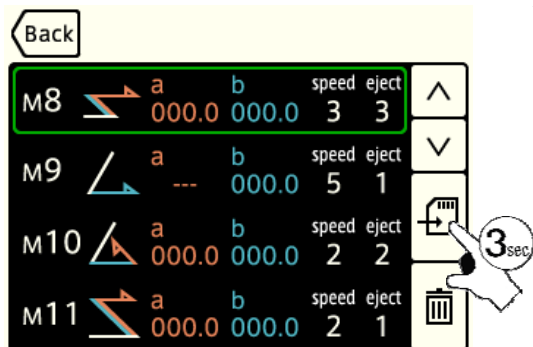 Back
M8 a b speed eject
000.0 000.0 3 3
M9 a b speed eject
--- 000.0 5 1
M10 a b speed eject
000.0 000.0 2 2
M11 a b speed eject
000.0 000.0 2 1
3sec.